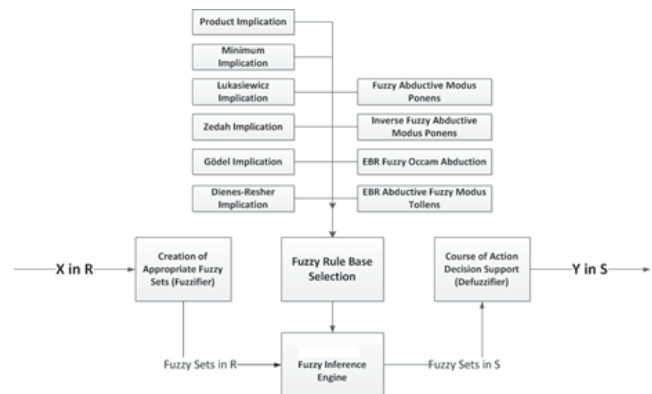 Product Implication
Minimum
Implication
Lukasiewicz
Implication
Fuzzy Abductive Modus
Ponens
Zedah Implication
Inverse Fuzzy Abductive
Modus Ponens
Gödel Implication
EBR Fuzzy Occam Abduction
Dienes-Resher
Implication
EBR Abductive Fuzzy Modus
Tollens
X in R
Creation of
Appropriate Fuzzy
Sets (Fuzzifier)
Fuzzy Rule Base
Selection
Course of Action
Decision Support
(Defuzzifier)
Y in S
Fuzzy Sets in R
Fuzzy Inference
Engine
Fuzzy Sets in S